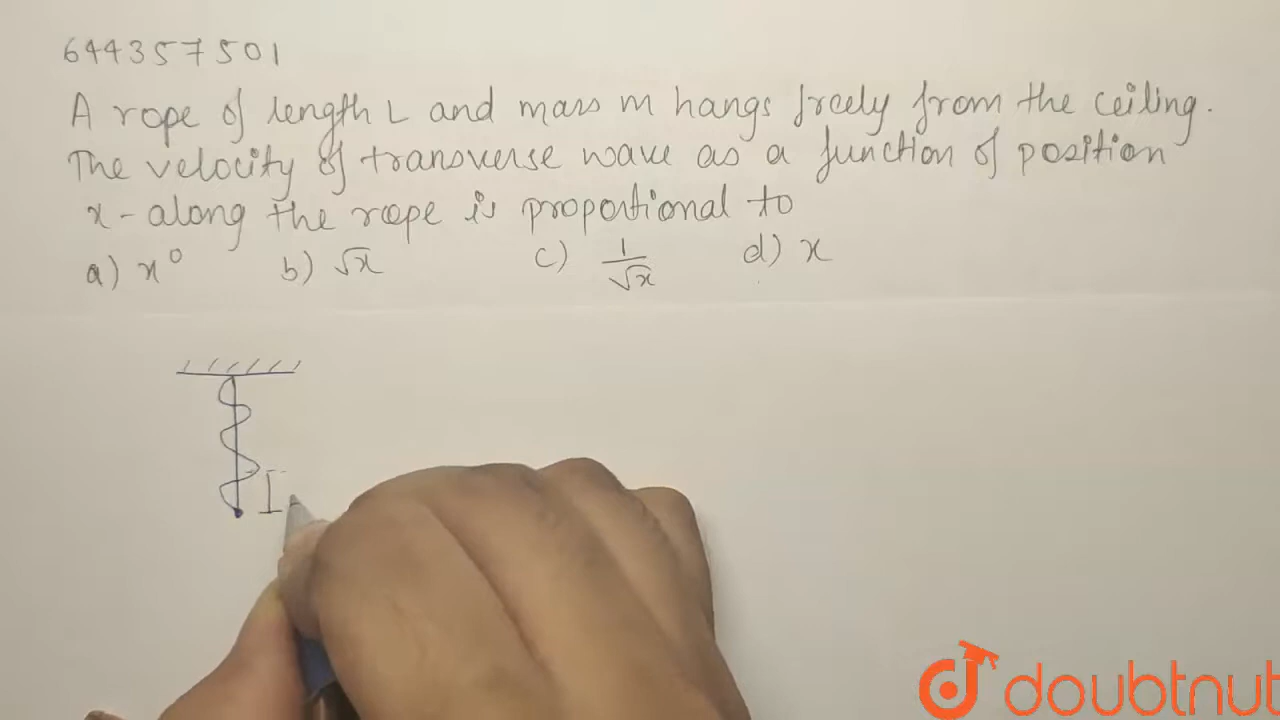 644357501
A rope of length L and mass m hangs freely from the ceiling.
The velocity of transverse wave as a function of position
x - along the rope is proportional to
a) x⁰ b) √x c) 1/√x d) x
doubtnut